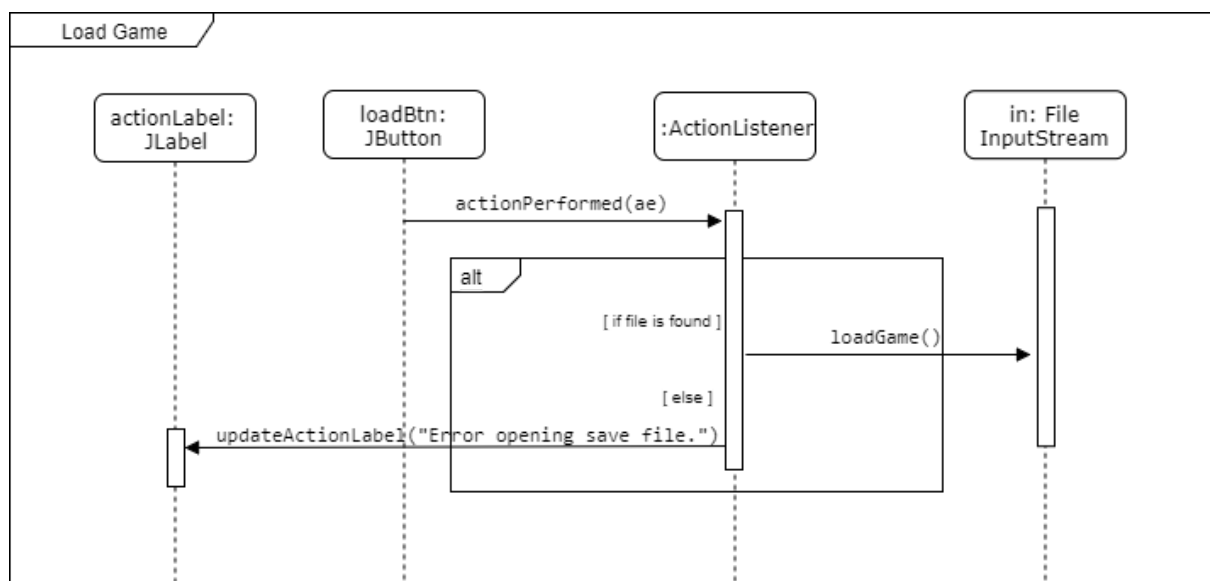 Load Game
actionLabel:
JLabel
loadBtn:
JButton
:ActionListener
in: File
InputStream
actionPerformed(ae)
alt
[ if file is found ]
loadGame()
[ else ]
updateActionLabel("Error opening save file.")